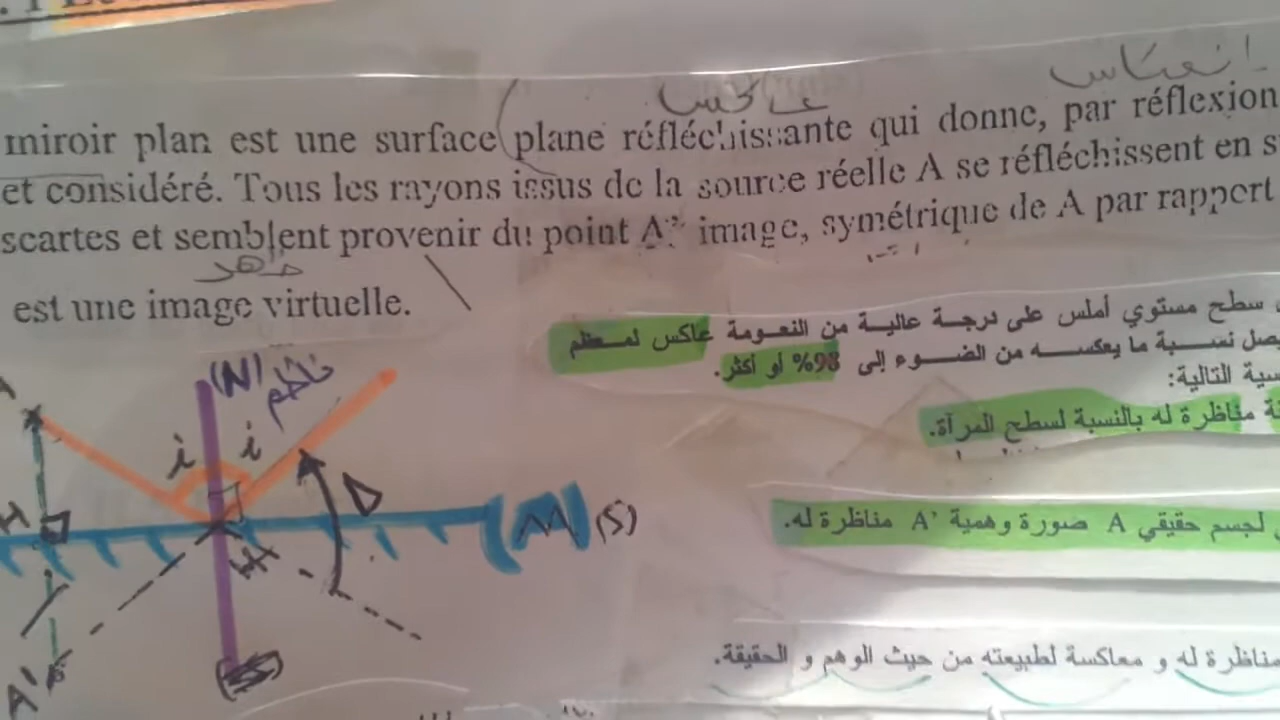 انعكاس
عاكس
miroir plan est une surface plane réfléchissante qui donne, par réflexion
et considéré. Tous les rayons issus de la source réelle A se réfléchissent en s
scartes et semblent provenir du point A' image, symétrique de A par rapport
est une image virtuelle.
سطح مستوي أملس على درجة عالية من النعومة عاكس لمعظم
يصل نسبة ما يعكسه من الضوء إلى 98% أو أكثر.
سية التالية:
ة مناظرة له بالنسبة لسطح المرآة.
(N) ناظم
i i
D
H
(M) (S)
A'
لجسم حقيقي A صورة وهمية A' مناظرة له.
مناظرة له و معاكسة لطبيعته من حيث الوهم و الحقيقة.